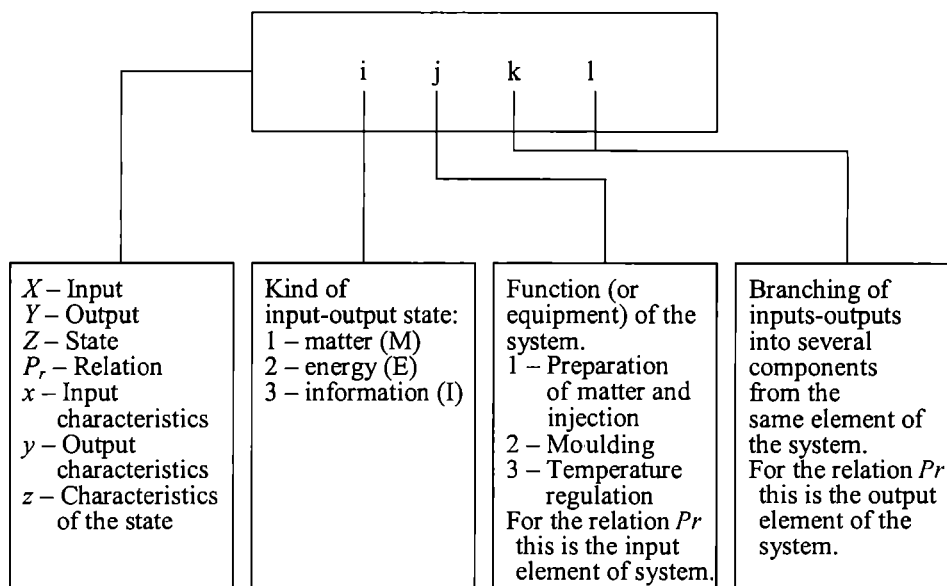 i j k l
X – Input
Y – Output
Z – State
Pr – Relation
x – Input
characteristics
y – Output
characteristics
z – Characteristics
of the state
Kind of
input-output state:
1 – matter (M)
2 – energy (E)
3 – information (I)
Function (or
equipment) of the
system.
1 – Preparation
of matter and
injection
2 – Moulding
3 – Temperature
regulation
For the relation Pr
this is the input
element of system.
Branching of
inputs-outputs
into several
components
from the
same element of
the system.
For the relation Pr
this is the output
element of the
system.